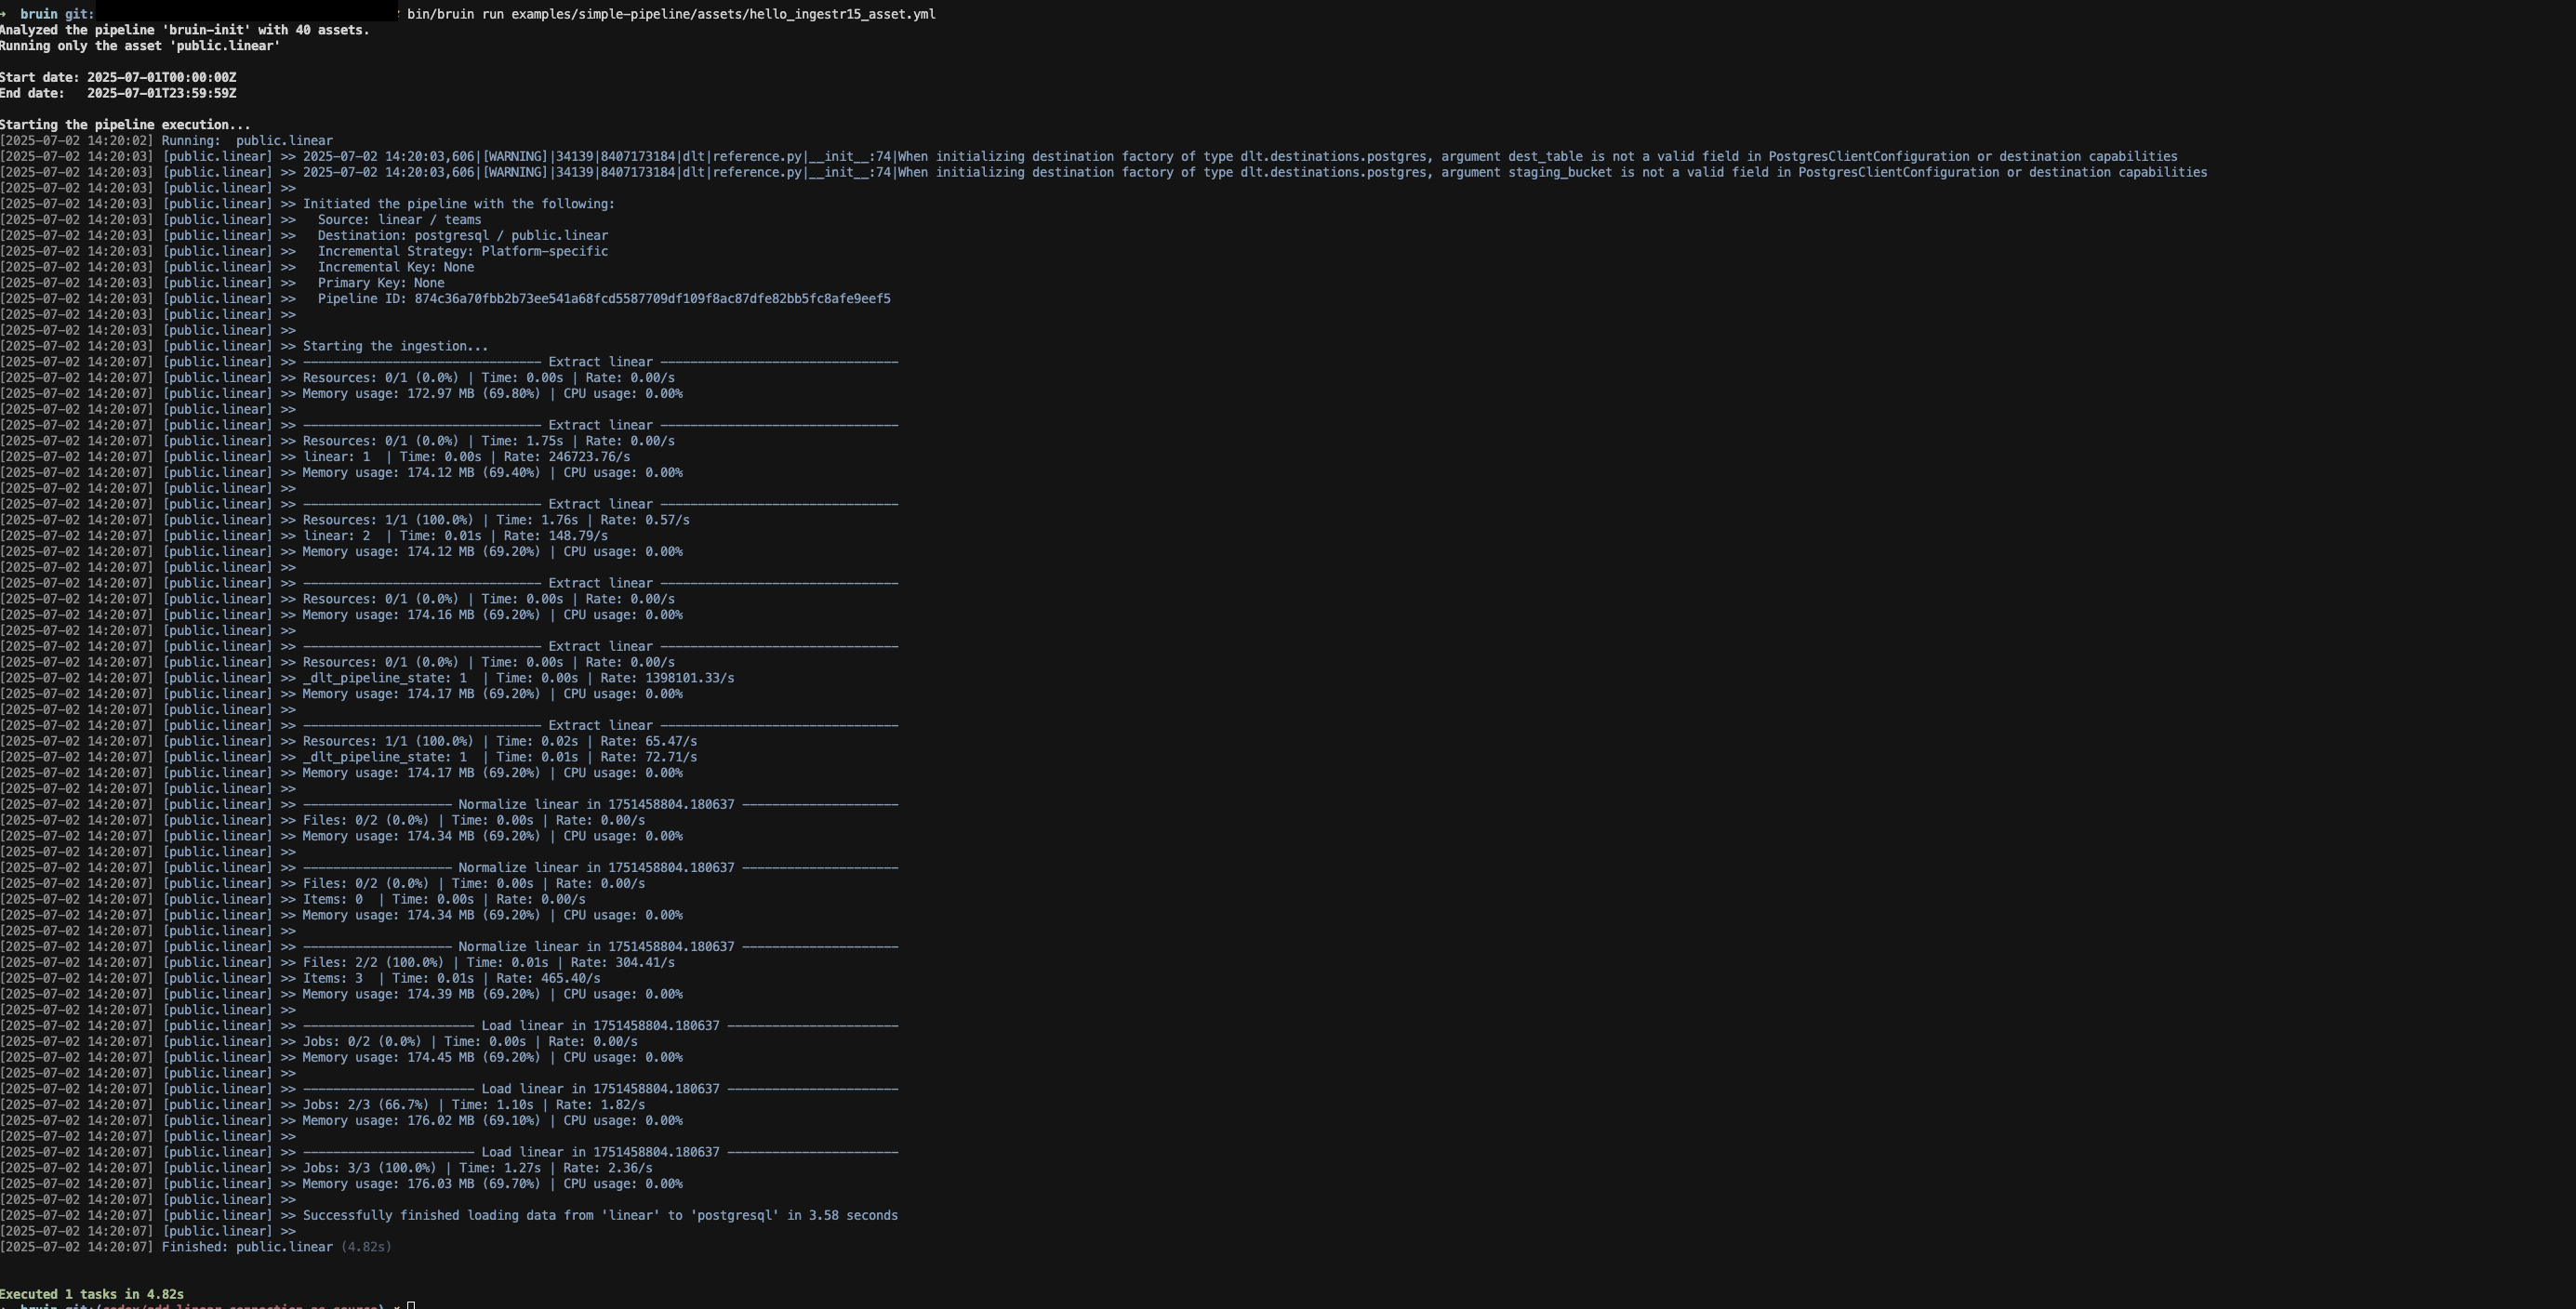 → bruin git: bin/bruin run examples/simple-pipeline/assets/hello_ingestr15_asset.yml
Analyzed the pipeline 'bruin-init' with 40 assets.
Running only the asset 'public.linear'
Start date: 2025-07-01T00:00:00Z
End date:   2025-07-01T23:59:59Z
Starting the pipeline execution...
[2025-07-02 14:20:02] Running:  public.linear
[2025-07-02 14:20:03] [public.linear] >> 2025-07-02 14:20:03,606|[WARNING]|34139|8407173184|dlt|reference.py|__init__:74|When initializing destination factory of type dlt.destinations.postgres, argument dest_table is not a valid field in PostgresClientConfiguration or destination capabilities
[2025-07-02 14:20:03] [public.linear] >> 2025-07-02 14:20:03,606|[WARNING]|34139|8407173184|dlt|reference.py|__init__:74|When initializing destination factory of type dlt.destinations.postgres, argument staging_bucket is not a valid field in PostgresClientConfiguration or destination capabilities
[2025-07-02 14:20:03] [public.linear] >>
[2025-07-02 14:20:03] [public.linear] >> Initiated the pipeline with the following:
[2025-07-02 14:20:03] [public.linear] >>   Source: linear / teams
[2025-07-02 14:20:03] [public.linear] >>   Destination: postgresql / public.linear
[2025-07-02 14:20:03] [public.linear] >>   Incremental Strategy: Platform-specific
[2025-07-02 14:20:03] [public.linear] >>   Incremental Key: None
[2025-07-02 14:20:03] [public.linear] >>   Primary Key: None
[2025-07-02 14:20:03] [public.linear] >>   Pipeline ID: 874c36a70fbb2b73ee541a68fcd5587709df109f8ac87dfe82bb5fc8afe9eef5
[2025-07-02 14:20:03] [public.linear] >>
[2025-07-02 14:20:03] [public.linear] >>
[2025-07-02 14:20:03] [public.linear] >> Starting the ingestion...
[2025-07-02 14:20:07] [public.linear] >> -------------------------------- Extract linear --------------------------------
[2025-07-02 14:20:07] [public.linear] >> Resources: 0/1 (0.0%) | Time: 0.00s | Rate: 0.00/s
[2025-07-02 14:20:07] [public.linear] >> Memory usage: 172.97 MB (69.80%) | CPU usage: 0.00%
[2025-07-02 14:20:07] [public.linear] >>
[2025-07-02 14:20:07] [public.linear] >> -------------------------------- Extract linear --------------------------------
[2025-07-02 14:20:07] [public.linear] >> Resources: 0/1 (0.0%) | Time: 1.75s | Rate: 0.00/s
[2025-07-02 14:20:07] [public.linear] >> linear: 1  | Time: 0.00s | Rate: 246723.76/s
[2025-07-02 14:20:07] [public.linear] >> Memory usage: 174.12 MB (69.40%) | CPU usage: 0.00%
[2025-07-02 14:20:07] [public.linear] >>
[2025-07-02 14:20:07] [public.linear] >> -------------------------------- Extract linear --------------------------------
[2025-07-02 14:20:07] [public.linear] >> Resources: 1/1 (100.0%) | Time: 1.76s | Rate: 0.57/s
[2025-07-02 14:20:07] [public.linear] >> linear: 2  | Time: 0.01s | Rate: 148.79/s
[2025-07-02 14:20:07] [public.linear] >> Memory usage: 174.12 MB (69.20%) | CPU usage: 0.00%
[2025-07-02 14:20:07] [public.linear] >>
[2025-07-02 14:20:07] [public.linear] >> -------------------------------- Extract linear --------------------------------
[2025-07-02 14:20:07] [public.linear] >> Resources: 0/1 (0.0%) | Time: 0.00s | Rate: 0.00/s
[2025-07-02 14:20:07] [public.linear] >> Memory usage: 174.16 MB (69.20%) | CPU usage: 0.00%
[2025-07-02 14:20:07] [public.linear] >>
[2025-07-02 14:20:07] [public.linear] >> -------------------------------- Extract linear --------------------------------
[2025-07-02 14:20:07] [public.linear] >> Resources: 0/1 (0.0%) | Time: 0.00s | Rate: 0.00/s
[2025-07-02 14:20:07] [public.linear] >> _dlt_pipeline_state: 1  | Time: 0.00s | Rate: 1398101.33/s
[2025-07-02 14:20:07] [public.linear] >> Memory usage: 174.17 MB (69.20%) | CPU usage: 0.00%
[2025-07-02 14:20:07] [public.linear] >>
[2025-07-02 14:20:07] [public.linear] >> -------------------------------- Extract linear --------------------------------
[2025-07-02 14:20:07] [public.linear] >> Resources: 1/1 (100.0%) | Time: 0.02s | Rate: 65.47/s
[2025-07-02 14:20:07] [public.linear] >> _dlt_pipeline_state: 1  | Time: 0.01s | Rate: 72.71/s
[2025-07-02 14:20:07] [public.linear] >> Memory usage: 174.17 MB (69.20%) | CPU usage: 0.00%
[2025-07-02 14:20:07] [public.linear] >>
[2025-07-02 14:20:07] [public.linear] >> -------------------- Normalize linear in 1751458804.180637 ---------------------
[2025-07-02 14:20:07] [public.linear] >> Files: 0/2 (0.0%) | Time: 0.00s | Rate: 0.00/s
[2025-07-02 14:20:07] [public.linear] >> Memory usage: 174.34 MB (69.20%) | CPU usage: 0.00%
[2025-07-02 14:20:07] [public.linear] >>
[2025-07-02 14:20:07] [public.linear] >> -------------------- Normalize linear in 1751458804.180637 ---------------------
[2025-07-02 14:20:07] [public.linear] >> Files: 0/2 (0.0%) | Time: 0.00s | Rate: 0.00/s
[2025-07-02 14:20:07] [public.linear] >> Items: 0  | Time: 0.00s | Rate: 0.00/s
[2025-07-02 14:20:07] [public.linear] >> Memory usage: 174.34 MB (69.20%) | CPU usage: 0.00%
[2025-07-02 14:20:07] [public.linear] >>
[2025-07-02 14:20:07] [public.linear] >> -------------------- Normalize linear in 1751458804.180637 ---------------------
[2025-07-02 14:20:07] [public.linear] >> Files: 2/2 (100.0%) | Time: 0.01s | Rate: 304.41/s
[2025-07-02 14:20:07] [public.linear] >> Items: 3  | Time: 0.01s | Rate: 465.40/s
[2025-07-02 14:20:07] [public.linear] >> Memory usage: 174.39 MB (69.20%) | CPU usage: 0.00%
[2025-07-02 14:20:07] [public.linear] >>
[2025-07-02 14:20:07] [public.linear] >> ----------------------- Load linear in 1751458804.180637 -----------------------
[2025-07-02 14:20:07] [public.linear] >> Jobs: 0/2 (0.0%) | Time: 0.00s | Rate: 0.00/s
[2025-07-02 14:20:07] [public.linear] >> Memory usage: 174.45 MB (69.20%) | CPU usage: 0.00%
[2025-07-02 14:20:07] [public.linear] >>
[2025-07-02 14:20:07] [public.linear] >> ----------------------- Load linear in 1751458804.180637 -----------------------
[2025-07-02 14:20:07] [public.linear] >> Jobs: 2/3 (66.7%) | Time: 1.10s | Rate: 1.82/s
[2025-07-02 14:20:07] [public.linear] >> Memory usage: 176.02 MB (69.10%) | CPU usage: 0.00%
[2025-07-02 14:20:07] [public.linear] >>
[2025-07-02 14:20:07] [public.linear] >> ----------------------- Load linear in 1751458804.180637 -----------------------
[2025-07-02 14:20:07] [public.linear] >> Jobs: 3/3 (100.0%) | Time: 1.27s | Rate: 2.36/s
[2025-07-02 14:20:07] [public.linear] >> Memory usage: 176.03 MB (69.70%) | CPU usage: 0.00%
[2025-07-02 14:20:07] [public.linear] >>
[2025-07-02 14:20:07] [public.linear] >> Successfully finished loading data from 'linear' to 'postgresql' in 3.58 seconds
[2025-07-02 14:20:07] [public.linear] >>
[2025-07-02 14:20:07] Finished: public.linear (4.82s)
Executed 1 tasks in 4.82s
bruin git:(codex/add-linear-connection-as-source)